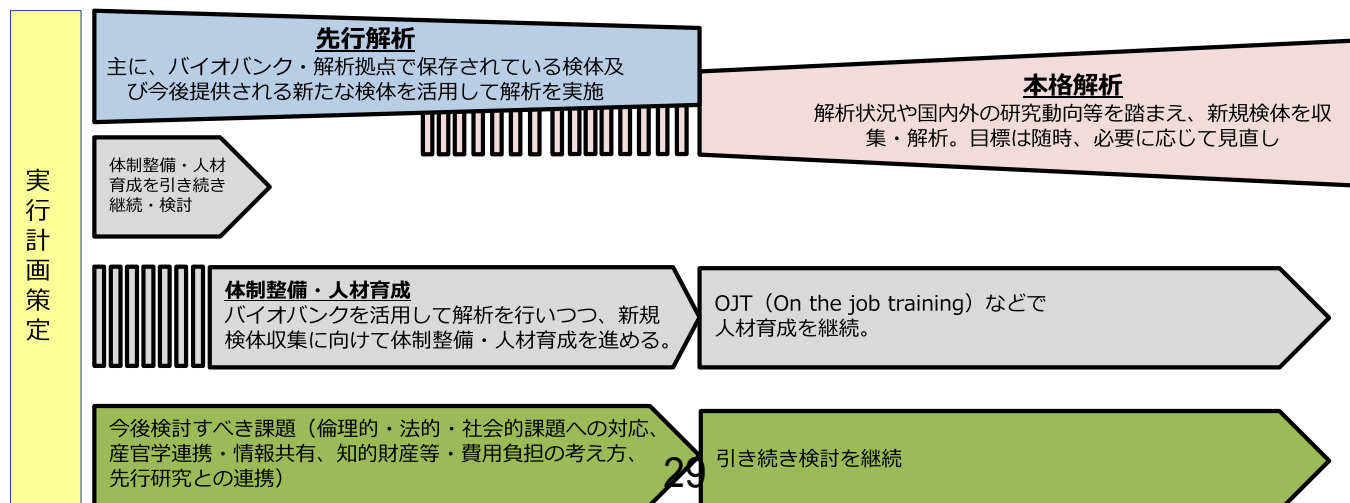 実行計画策定
先行解析
主に、バイオバンク・解析拠点で保存されている検体及
び今後提供される新たな検体を活用して解析を実施
本格解析
解析状況や国内外の研究動向等を踏まえ、新規検体を収
集・解析。目標は随時、必要に応じて見直し
体制整備・人材
育成を引き続き
継続・検討
体制整備・人材育成
バイオバンクを活用して解析を行いつつ、新規
検体収集に向けて体制整備・人材育成を進める。
OJT（On the job training）などで
人材育成を継続。
今後検討すべき課題（倫理的・法的・社会的課題への対応、
産官学連携・情報共有、知的財産等・費用負担の考え方、
先行研究との連携）
引き続き検討を継続
29